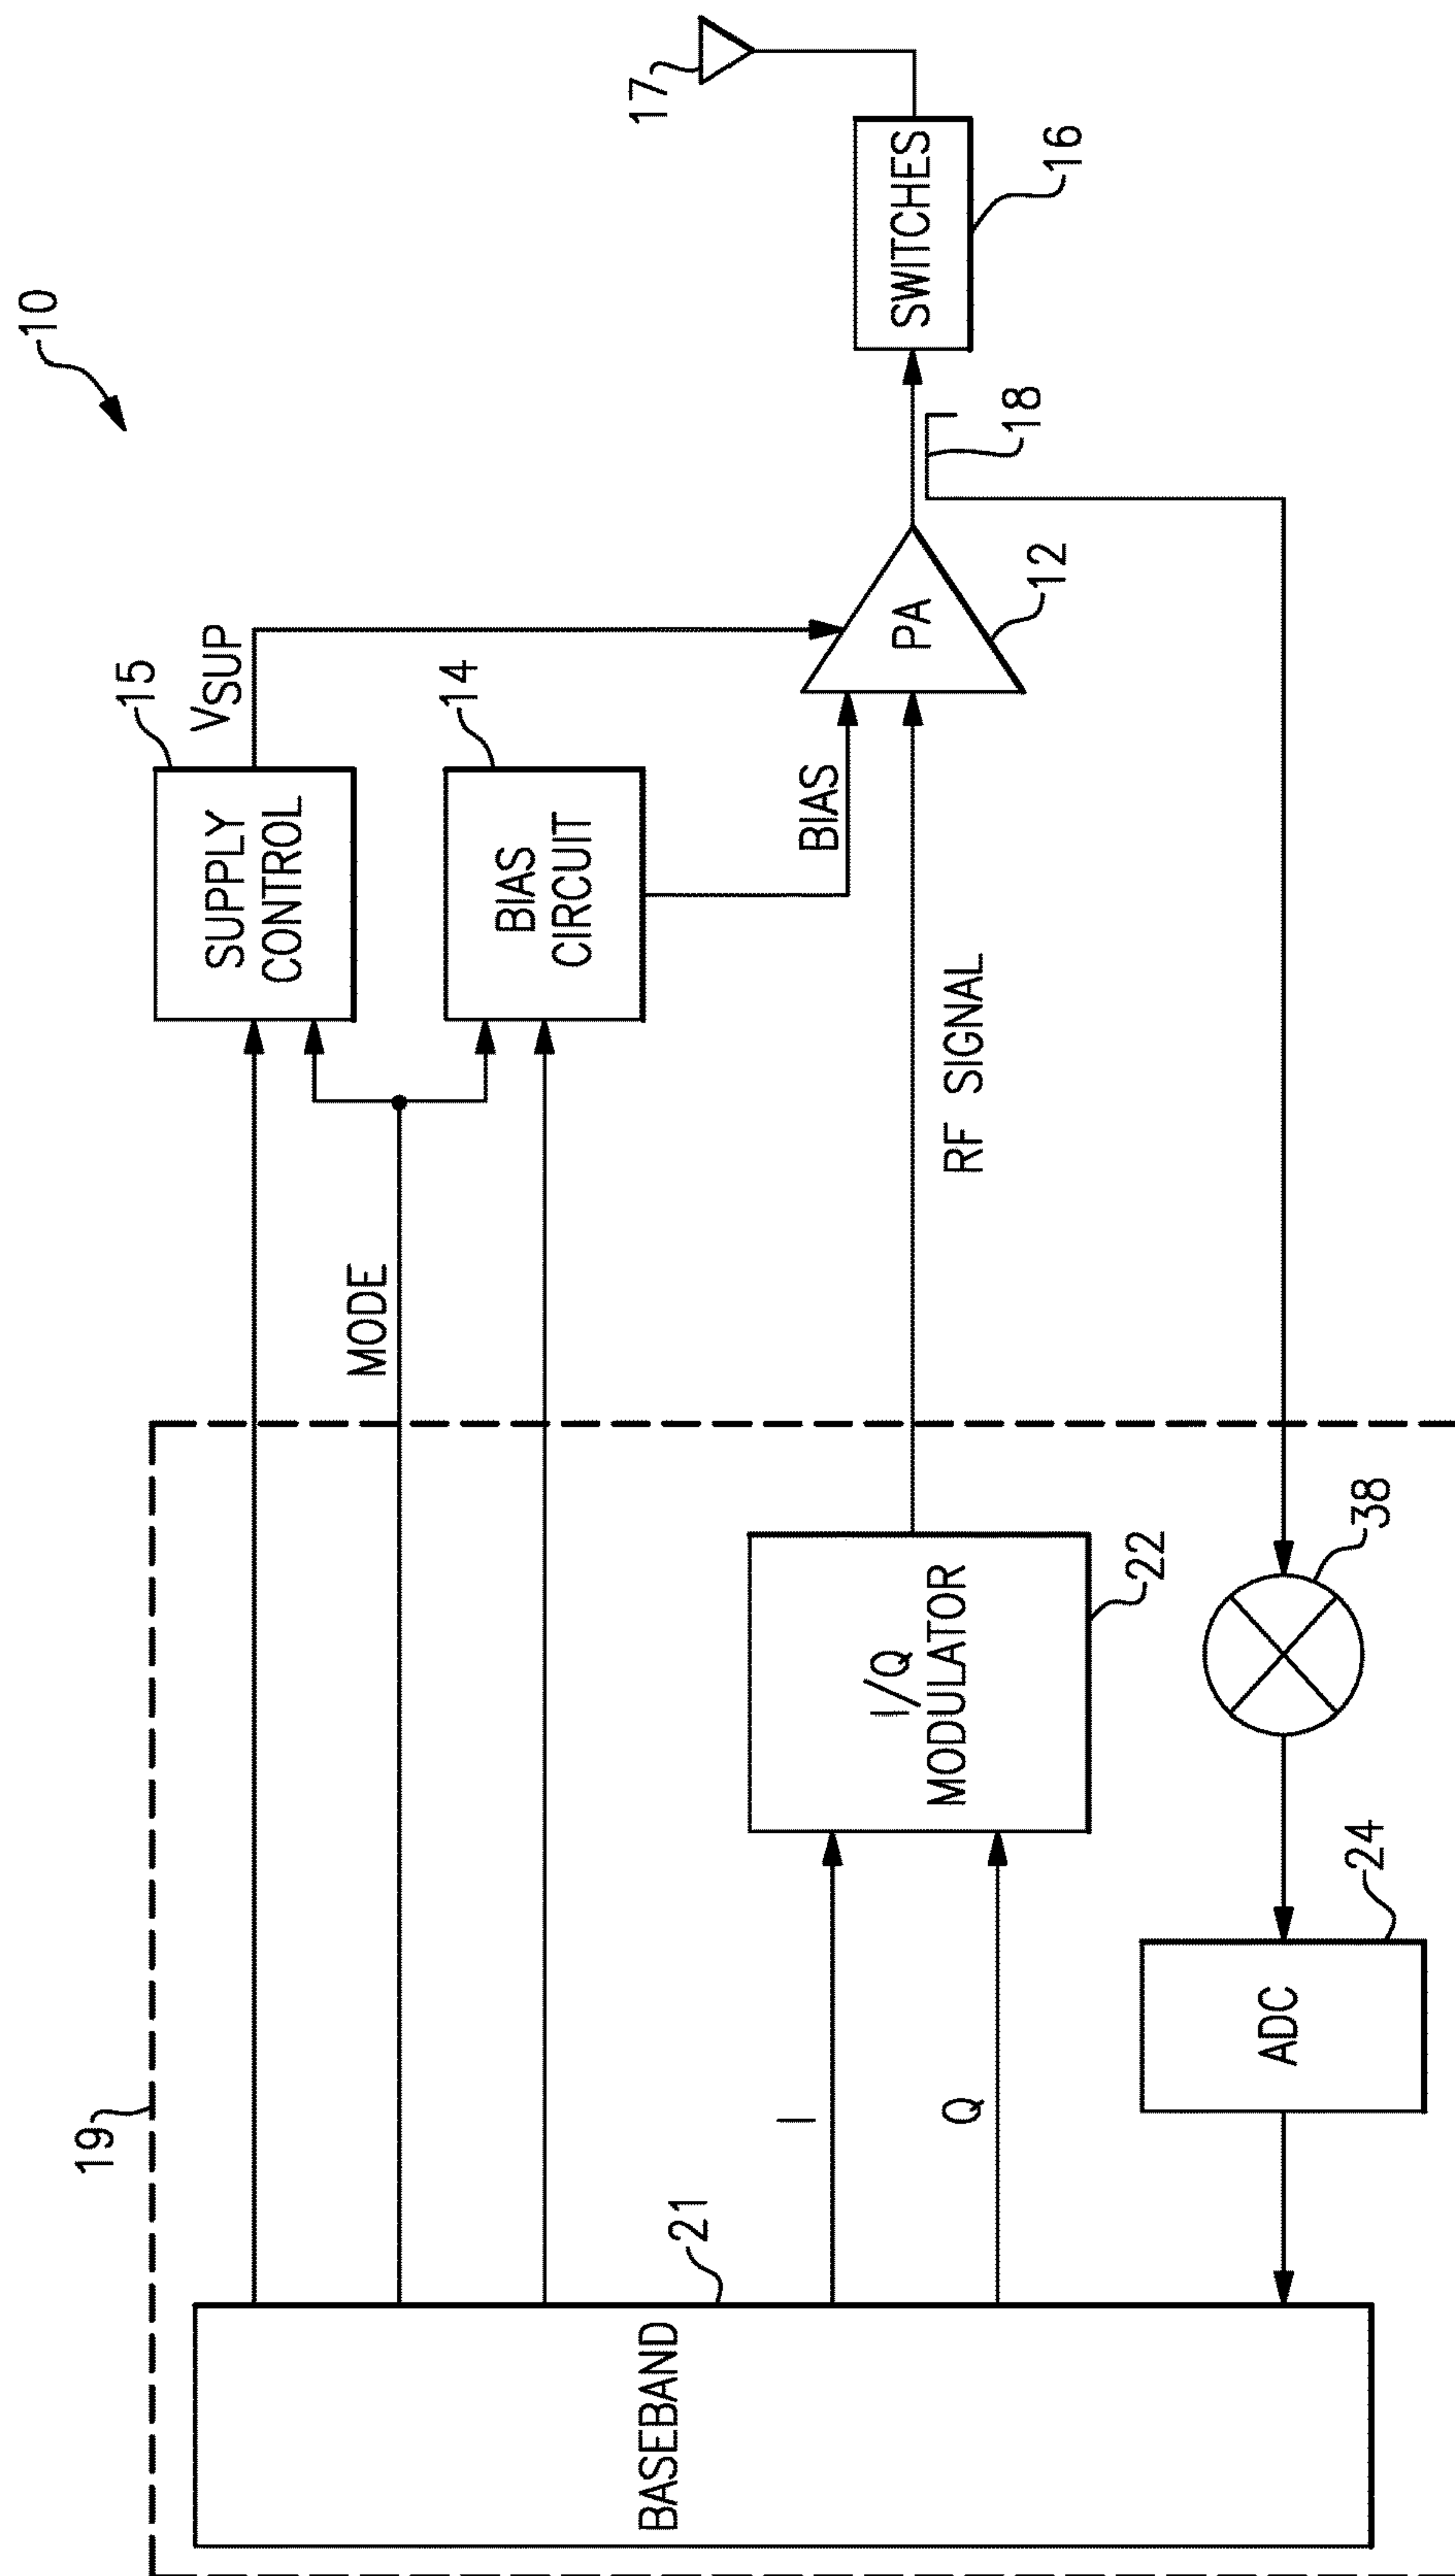 10
17
SWITCHES
16
15
VSUP
SUPPLY
CONTROL
14
BIAS
CIRCUIT
BIAS
PA
12
18
MODE
RF SIGNAL
19
21
BASEBAND
I
Q
I/Q
MODULATOR
22
38
24
ADC